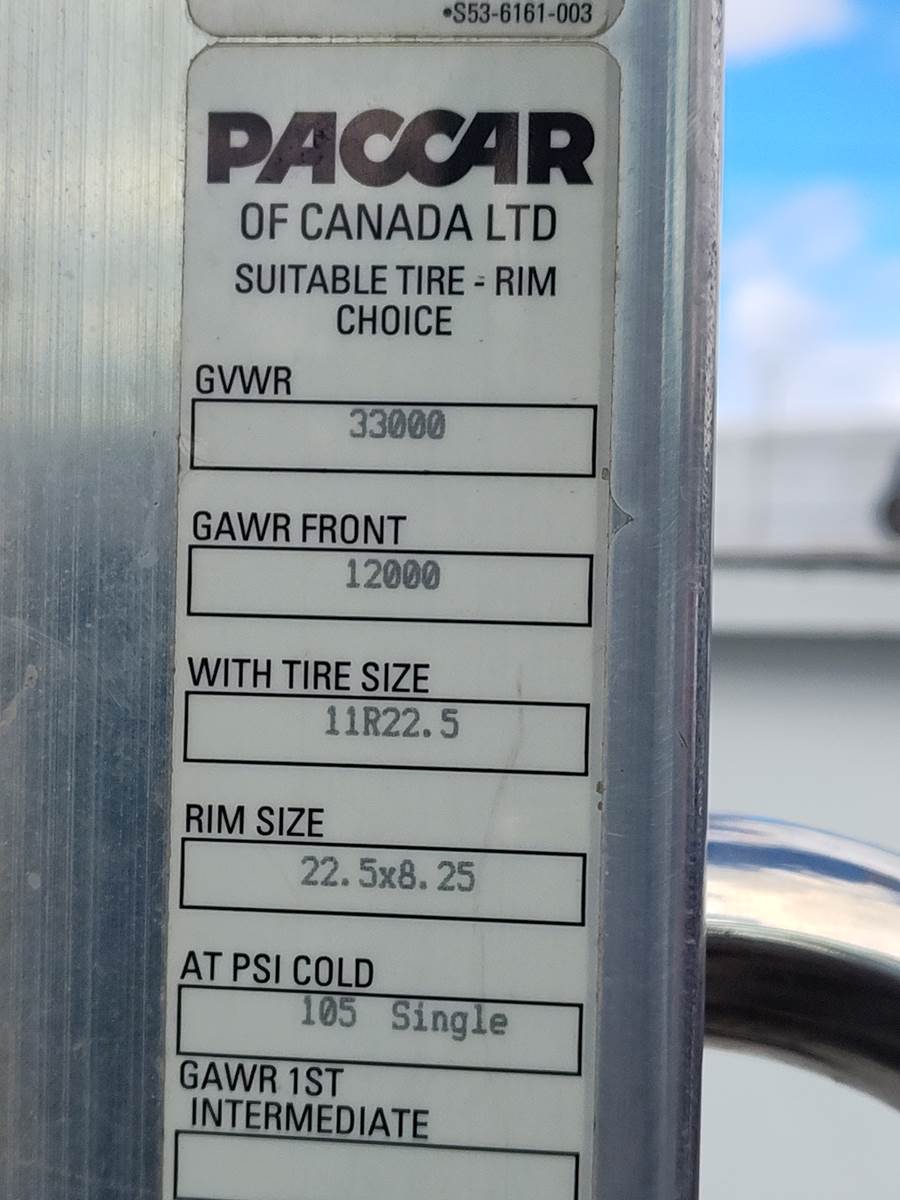 •S53-6161-003
PACCAR
OF CANADA LTD
SUITABLE TIRE - RIM
CHOICE
GVWR
33000
GAWR FRONT
12000
WITH TIRE SIZE
11R22.5
RIM SIZE
22.5x8.25
AT PSI COLD
105 Single
GAWR 1ST
INTERMEDIATE